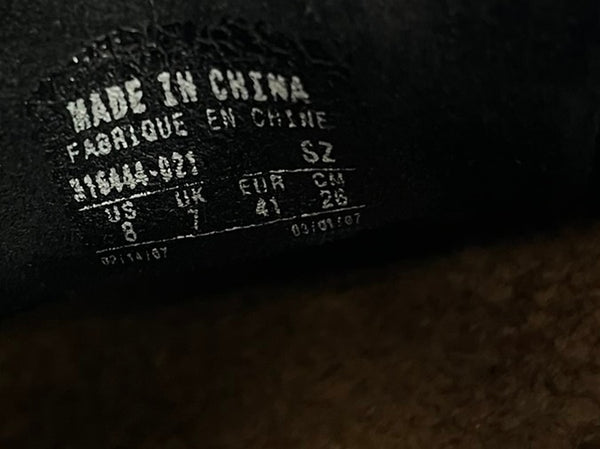 MADE IN CHINA
FABRIQUE EN CHINE
316444-021 SZ
US UK EUR CM
8 7 41 26
02/14/07 03/01/07